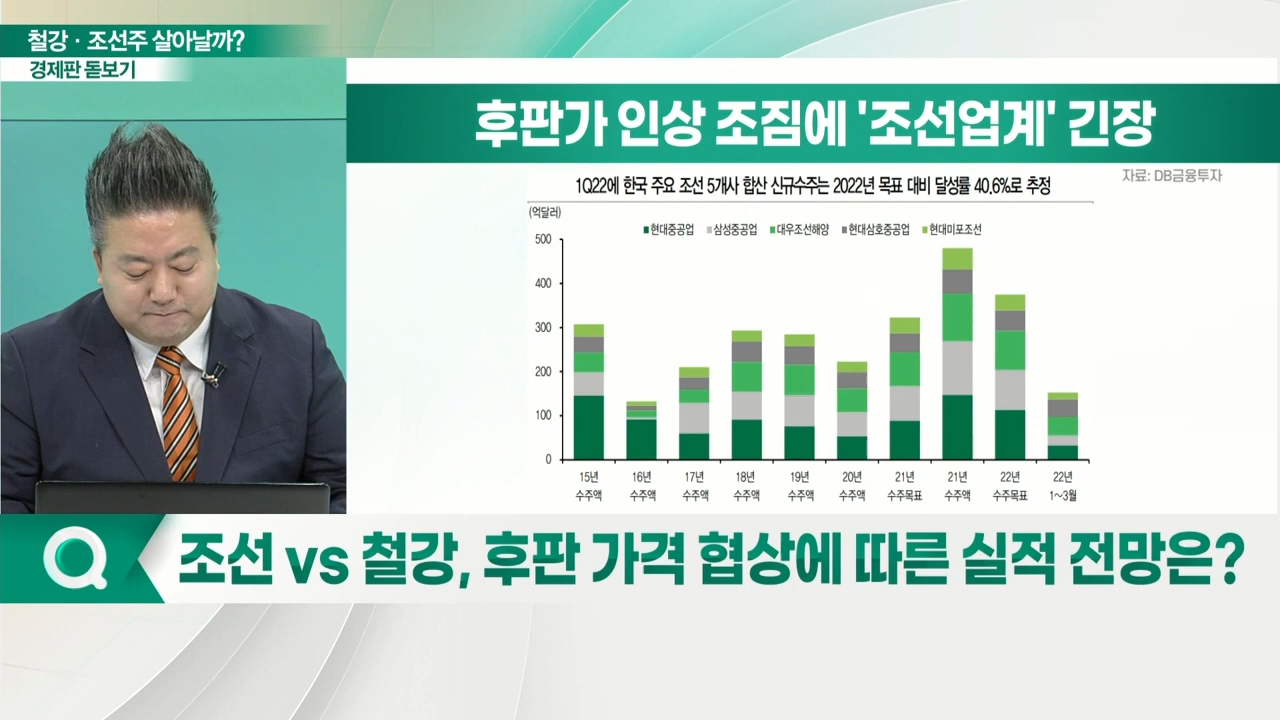 철강 · 조선주 살아날까?
경제판 돋보기
후판가 인상 조짐에 '조선업계' 긴장
1Q22에 한국 주요 조선 5개사 합산 신규수주는 2022년 목표 대비 달성률 40.6%로 추정
자료: DB금융투자
(억달러)
현대중공업 삼성중공업 대우조선해양 현대삼호중공업 현대미포조선
500
400
300
200
100
0
15년 16년 17년 18년 19년 20년 21년 21년 22년 22년
수주액 수주액 수주액 수주액 수주액 수주액 수주목표 수주액 수주목표 1~3월
Q 조선 vs 철강, 후판 가격 협상에 따른 실적 전망은?